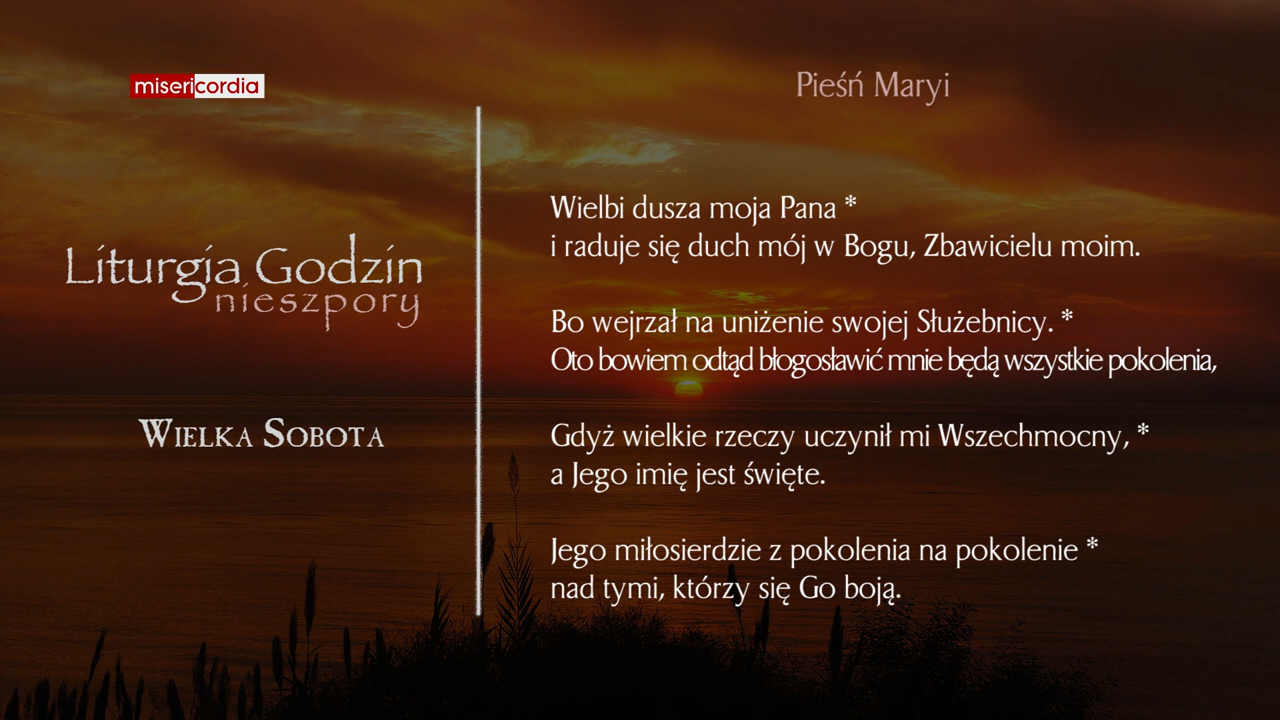 misericordia
Liturgia Godzin
nieszpory
Wielka Sobota
Pieśń Maryi
Wielbi dusza moja Pana *
i raduje się duch mój w Bogu, Zbawicielu moim.
Bo wejrzał na uniżenie swojej Służebnicy. *
Oto bowiem odtąd błogosławić mnie będą wszystkie pokolenia,
Gdyż wielkie rzeczy uczynił mi Wszechmocny, *
a Jego imię jest święte.
Jego miłosierdzie z pokolenia na pokolenie *
nad tymi, którzy się Go boją.